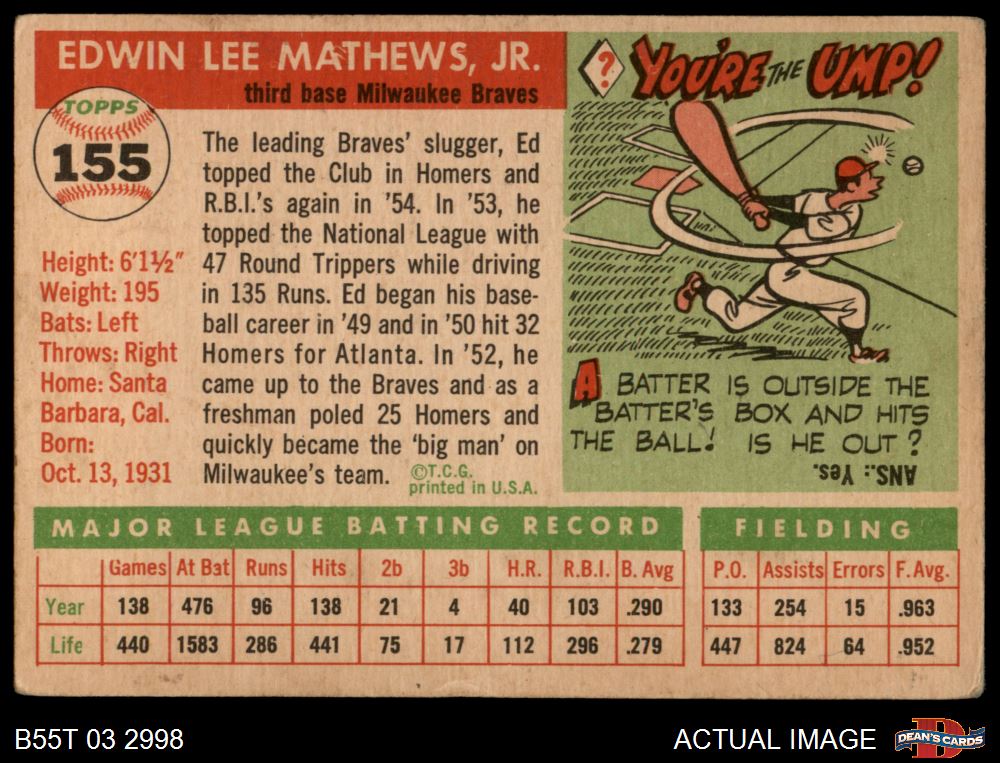 EDWIN LEE MATHEWS, JR.
third base Milwaukee Braves
TOPPS
155
Height: 6'1½"
Weight: 195
Bats: Left
Throws: Right
Home: Santa
Barbara, Cal.
Born:
Oct. 13, 1931
The leading Braves' slugger, Ed
topped the Club in Homers and
R.B.I.'s again in '54. In '53, he
topped the National League with
47 Round Trippers while driving
in 135 Runs. Ed began his base-
ball career in '49 and in '50 hit 32
Homers for Atlanta. In '52, he
came up to the Braves and as a
freshman poled 25 Homers and
quickly became the 'big man' on
Milwaukee's team.
©T.C.G.
printed in U.S.A.
? YOU'RE THE UMP!
A BATTER IS OUTSIDE THE
BATTER'S BOX AND HITS
THE BALL! IS HE OUT?
ANS.: Yes.
MAJOR LEAGUE BATTING RECORD
Games At Bat Runs Hits 2b 3b H.R. R.B.I. B. Avg
Year 138 476 96 138 21 4 40 103 .290
Life 440 1583 286 441 75 17 112 296 .279
FIELDING
P.O. Assists Errors F. Avg.
133 254 15 .963
447 824 64 .952
B55T 03 2998
ACTUAL IMAGE
D
DEAN'S CARDS